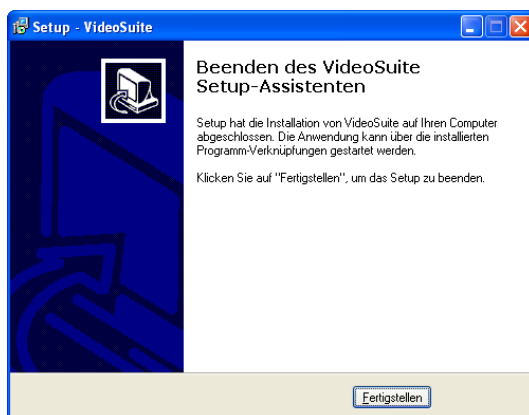 Setup - VideoSuite
Beenden des VideoSuite
Setup-Assistenten
Setup hat die Installation von VideoSuite auf Ihren Computer
abgeschlossen. Die Anwendung kann über die installierten
Programm-Verknüpfungen gestartet werden.
Klicken Sie auf "Fertigstellen", um das Setup zu beenden.
Fertigstellen